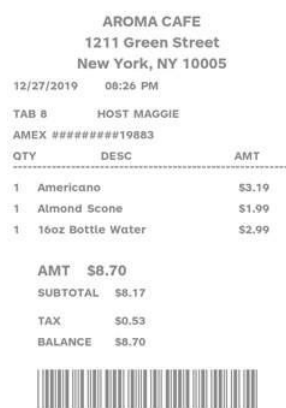 AROMA CAFE
1211 Green Street
New York, NY 10005
12/27/2019 08:26 PM
TAB 8 HOST MAGGIE
AMEX #########19883
QTY DESC AMT
1 Americano $3.19
1 Almond Scone $1.99
1 16oz Bottle Water $2.99
AMT $8.70
SUBTOTAL $8.17
TAX $0.53
BALANCE $8.70